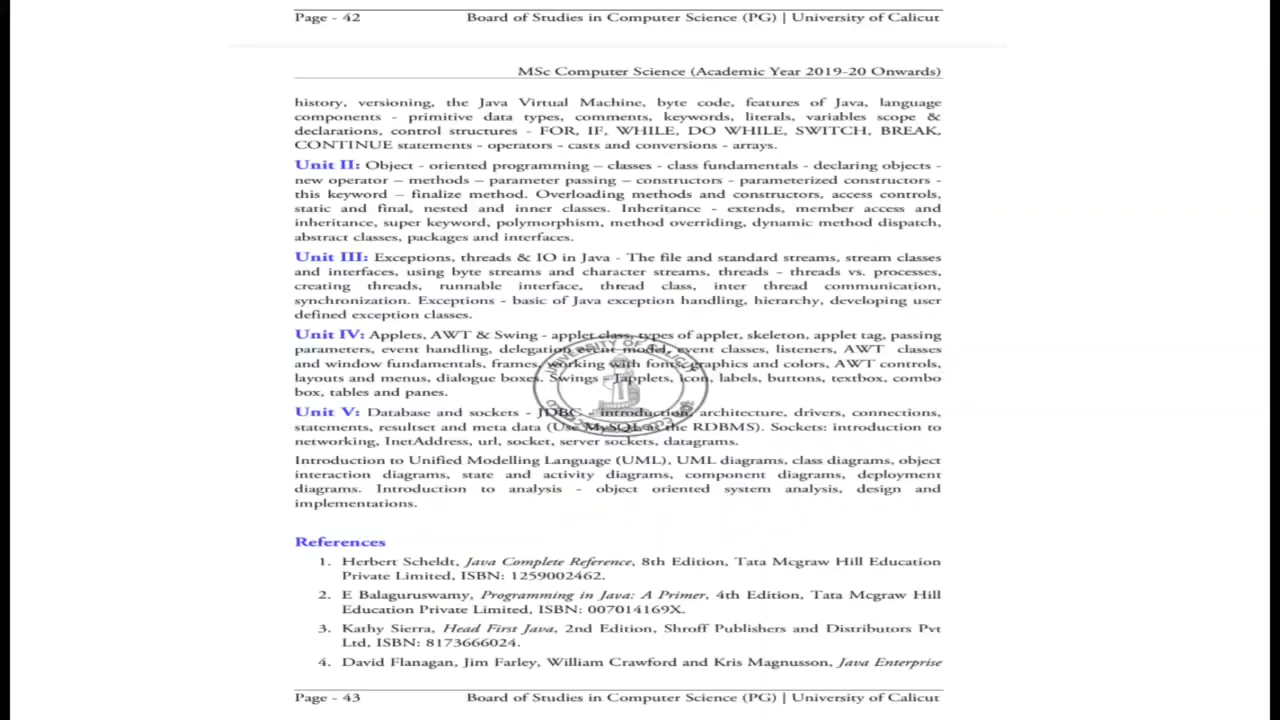 Page - 42 Board of Studies in Computer Science (PG) | University of Calicut
MSc Computer Science (Academic Year 2019-20 Onwards)
history, versioning, the Java Virtual Machine, byte code, features of Java, language
components - primitive data types, comments, keywords, literals, variables scope &
declarations, control structures - FOR, IF, WHILE, DO WHILE, SWITCH, BREAK,
CONTINUE statements - operators - casts and conversions - arrays.
Unit II: Object - oriented programming – classes - class fundamentals - declaring objects -
new operator – methods – parameter passing – constructors - parameterized constructors -
this keyword – finalize method. Overloading methods and constructors, access controls,
static and final, nested and inner classes. Inheritance - extends, member access and
inheritance, super keyword, polymorphism, method overriding, dynamic method dispatch,
abstract classes, packages and interfaces.
Unit III: Exceptions, threads & IO in Java - The file and standard streams, stream classes
and interfaces, using byte streams and character streams, threads - threads vs. processes,
creating threads, runnable interface, thread class, inter thread communication,
synchronization. Exceptions - basic of Java exception handling, hierarchy, developing user
defined exception classes.
Unit IV: Applets, AWT & Swing - applet class, types of applet, skeleton, applet tag, passing
parameters, event handling, delegation event model, event classes, listeners, AWT classes
and window fundamentals, frames, working with fonts, graphics and colors, AWT controls,
layouts and menus, dialogue boxes. Swings - Japplets, icon, labels, buttons, textbox, combo
box, tables and panes.
Unit V: Database and sockets - JDBC - introduction, architecture, drivers, connections,
statements, resultset and meta data (Use MySQL as the RDBMS). Sockets: introduction to
networking, InetAddress, url, socket, server sockets, datagrams.
Introduction to Unified Modelling Language (UML), UML diagrams, class diagrams, object
interaction diagrams, state and activity diagrams, component diagrams, deployment
diagrams. Introduction to analysis - object oriented system analysis, design and
implementations.
References
1. Herbert Scheldt, Java Complete Reference, 8th Edition, Tata Mcgraw Hill Education
Private Limited, ISBN: 1259002462.
2. E Balaguruswamy, Programming in Java: A Primer, 4th Edition, Tata Mcgraw Hill
Education Private Limited, ISBN: 007014169X.
3. Kathy Sierra, Head First Java, 2nd Edition, Shroff Publishers and Distributors Pvt
Ltd, ISBN: 8173666024.
4. David Flanagan, Jim Farley, William Crawford and Kris Magnusson, Java Enterprise
Page - 43 Board of Studies in Computer Science (PG) | University of Calicut
UNIVERSITY OF CALICUT